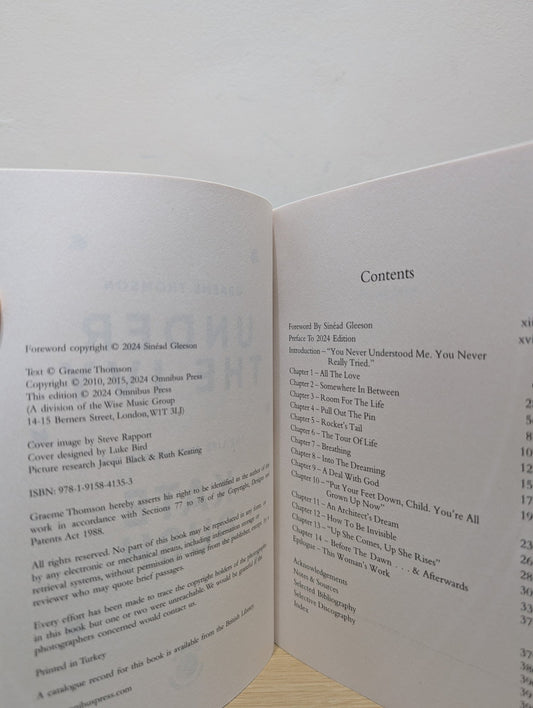 Foreword copyright © 2024 Sinéad Gleeson
Text © Graeme Thomson
Copyright © 2010, 2015, 2024 Omnibus Press
This edition © 2024 Omnibus Press
(A division of the Wise Music Group
14-15 Berners Street, London, W1T 3LJ)
Cover image by Steve Rapport
Cover designed by Luke Bird
Picture research Jacqui Black & Ruth Keating
ISBN: 978-1-9158-4135-3
Graeme Thomson hereby asserts his right to be identified as the author of the
work in accordance with Sections 77 to 78 of the Copyright, Designs and
Patents Act 1988.
All rights reserved. No part of this book may be reproduced in any form, or
by any electronic or mechanical means, including information storage or
retrieval systems, without permission in writing from the publisher, except by a
reviewer who may quote brief passages.
Every effort has been made to trace the copyright holders of the photographs
in this book but one or two were unreachable. We would be grateful if the
photographers concerned would contact us.
Printed in Turkey
A catalogue record for this book is available from the British Library.
Contents
Foreword By Sinéad Gleeson
Preface To 2024 Edition
Introduction – "You Never Understood Me. You Never
Really Tried."
Chapter 1 – All The Love
Chapter 2 – Somewhere In Between
Chapter 3 – Room For The Life
Chapter 4 – Pull Out The Pin
Chapter 5 – Rocket's Tail
Chapter 6 – The Tour Of Life
Chapter 7 – Breathing
Chapter 8 – Into The Dreaming
Chapter 9 – A Deal With God
Chapter 10 – "Put Your Feet Down, Child. You're All
Grown Up Now"
Chapter 11 – An Architect's Dream
Chapter 12 – How To Be Invisible
Chapter 13 – "Up She Comes, Up She Rises"
Chapter 14 – Before The Dawn . . . & Afterwards
Epilogue – This Woman's Work
Acknowledgements
Notes & Sources
Selected Bibliography
Selected Discography
Index